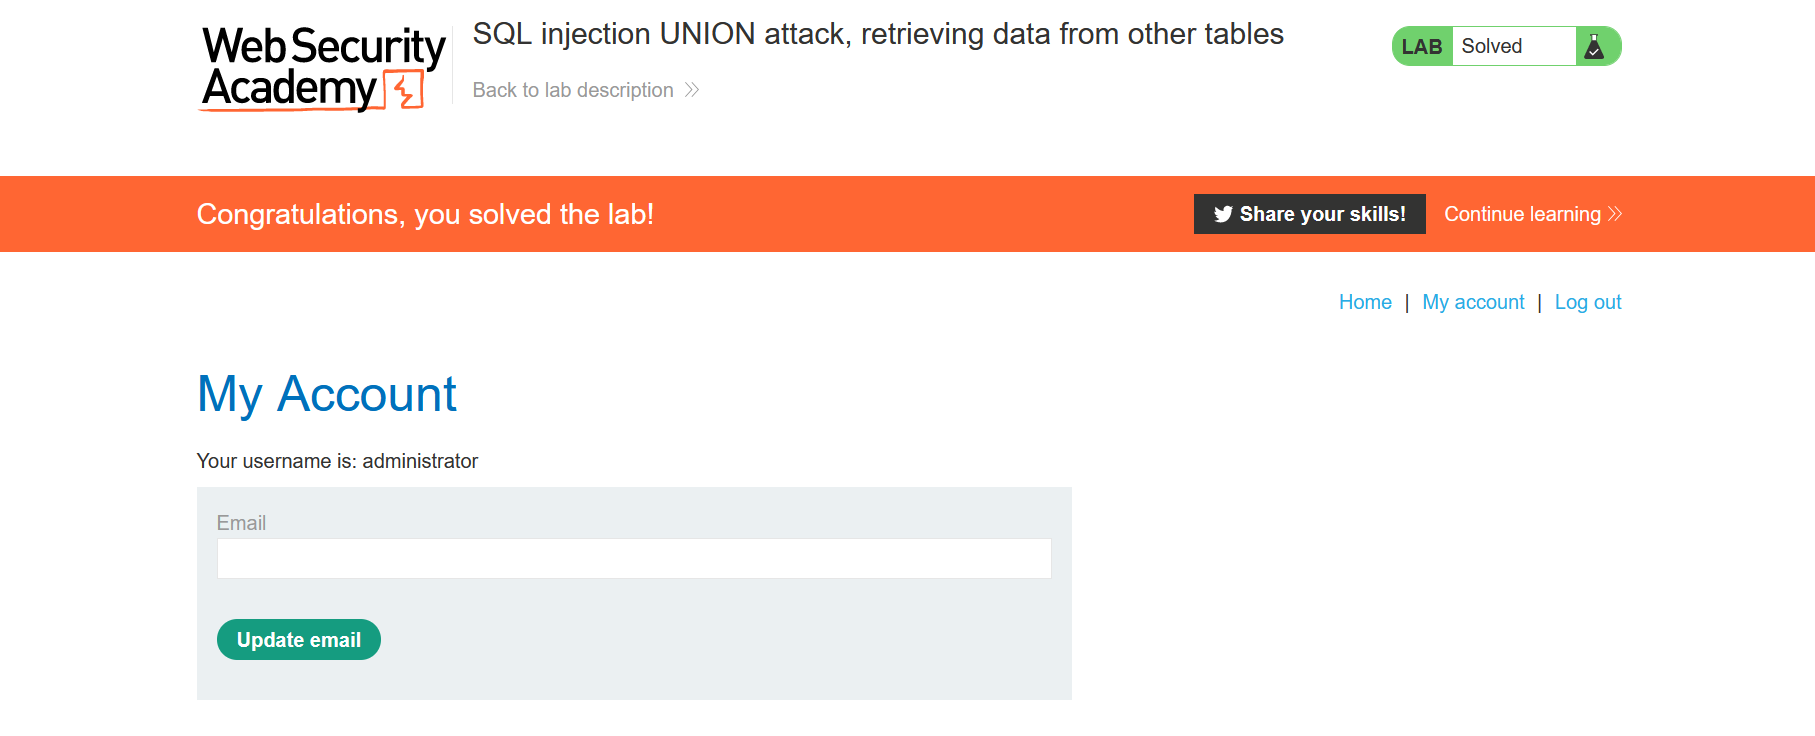 Web Security
Academy
SQL injection UNION attack, retrieving data from other tables
Back to lab description
LAB Solved
Congratulations, you solved the lab!
Share your skills!
Continue learning
Home | My account | Log out
My Account
Your username is: administrator
Email
Update email